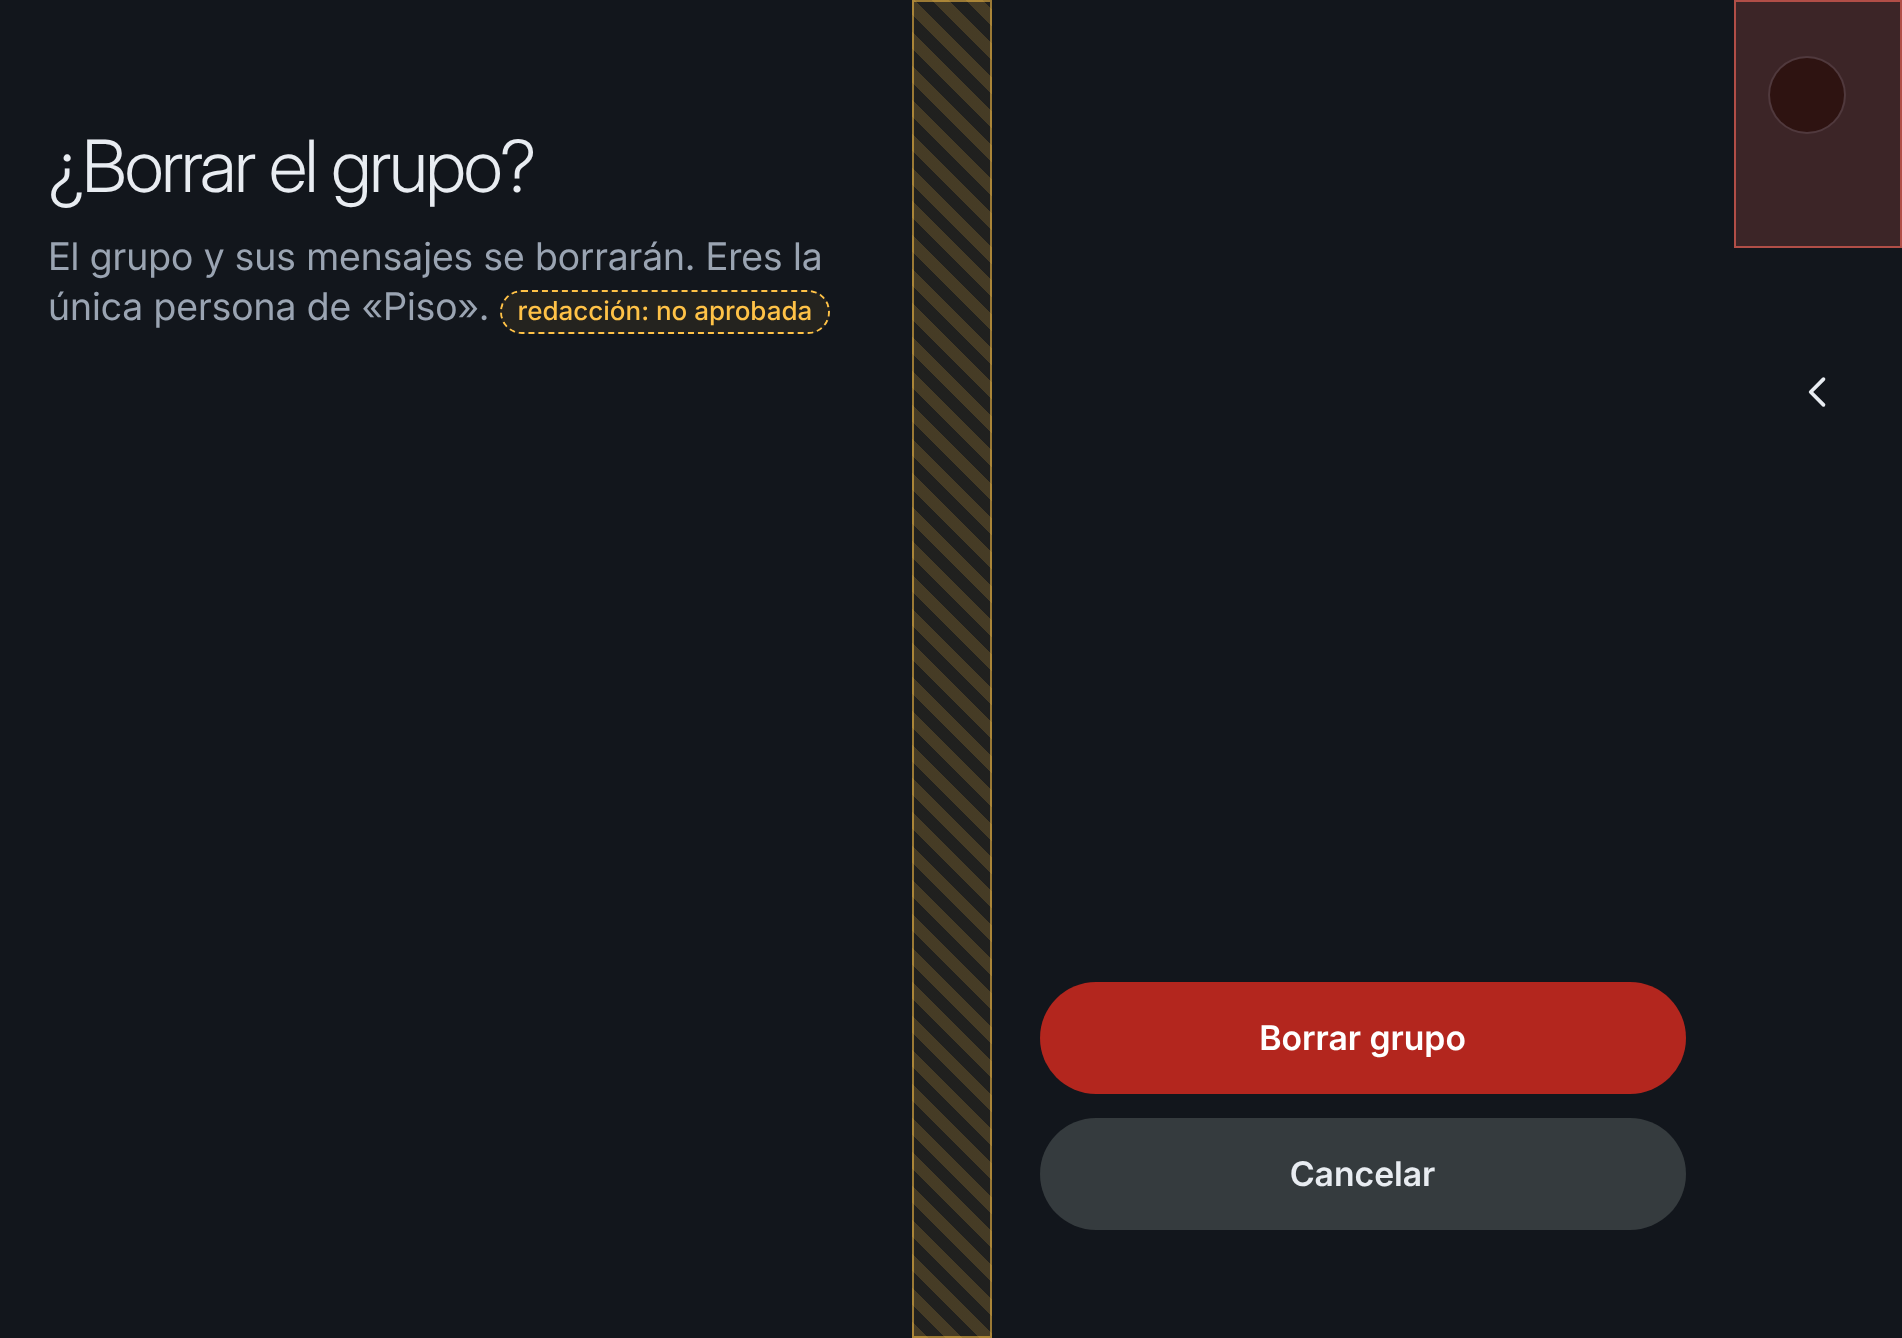 ¿Borrar el grupo?
El grupo y sus mensajes se borrarán. Eres la
única persona de «Piso». redacción: no aprobada
Borrar grupo
Cancelar